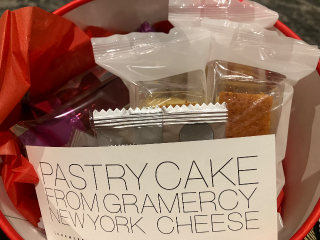 PASTRY CAKE
FROM GRAMERCY
NEW YORK CHEESE